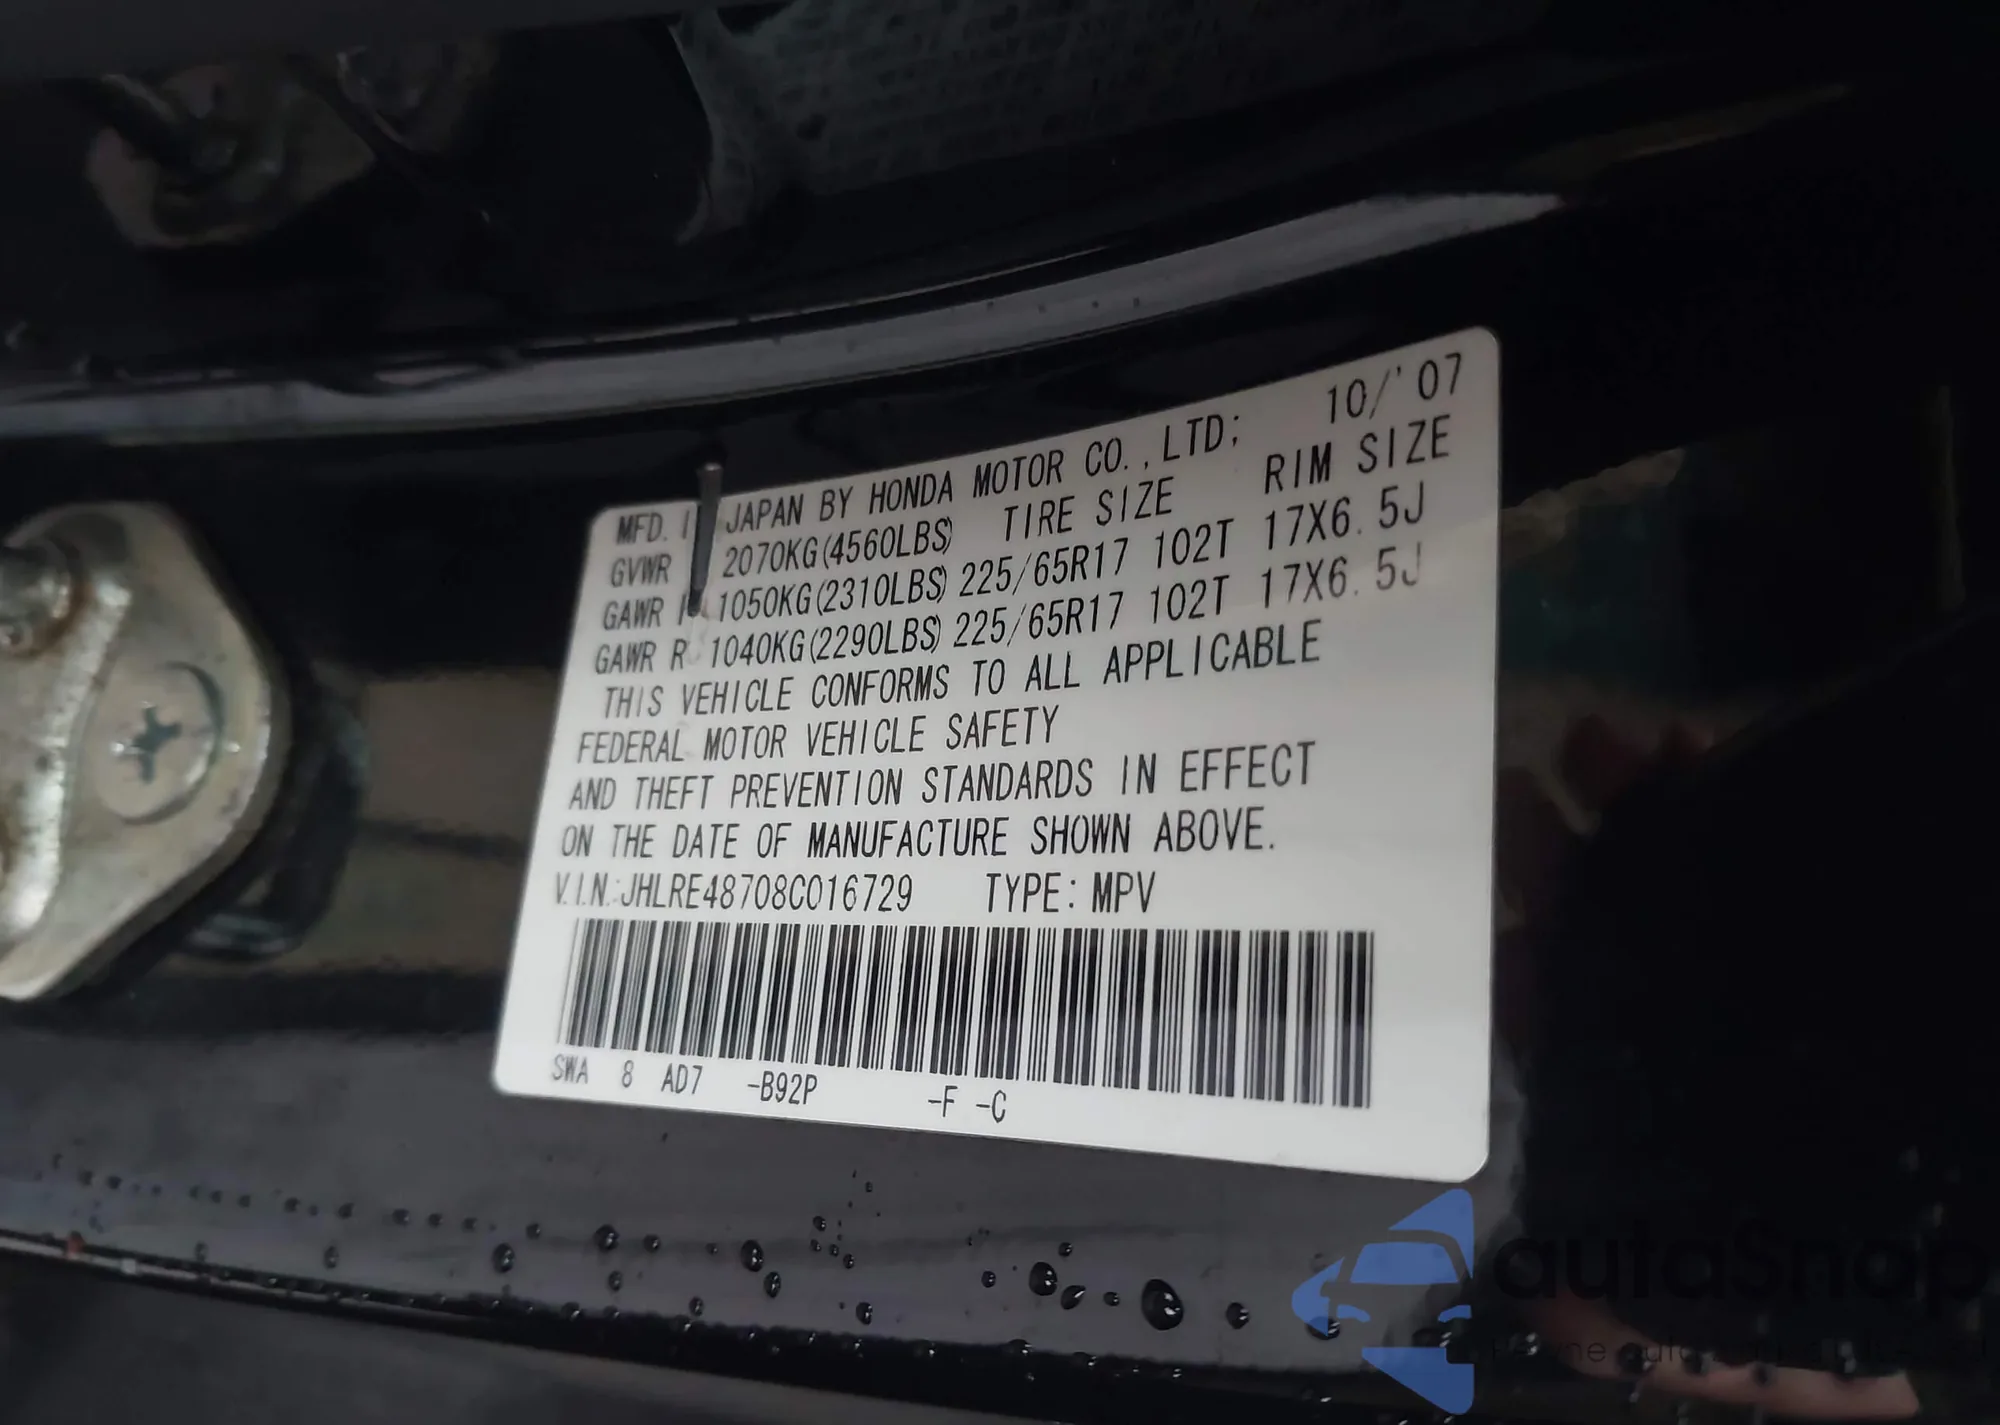 MFD. I JAPAN BY HONDA MOTOR CO.,LTD; 10/'07
GVWR 2070KG(4560LBS) TIRE SIZE RIM SIZE
GAWR 1050KG(2310LBS) 225/65R17 102T 17X6.5J
GAWR R 1040KG(2290LBS) 225/65R17 102T 17X6.5J
THIS VEHICLE CONFORMS TO ALL APPLICABLE
FEDERAL MOTOR VEHICLE SAFETY
AND THEFT PREVENTION STANDARDS IN EFFECT
ON THE DATE OF MANUFACTURE SHOWN ABOVE.
V.I.N.:JHLRE48708C016729 TYPE: MPV
SWA 8 AD7 -B92P -F -C
autoSnap